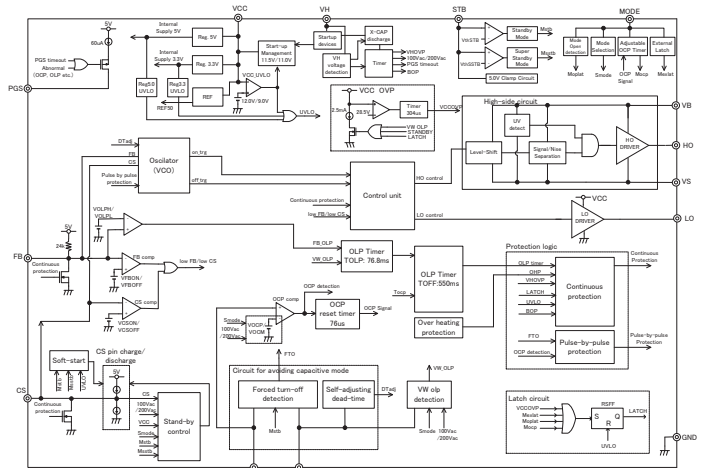 VCC
VH
STB
MODE
5V
60uA
PGS timeout
Abnormal
(OCP, OLP etc.)
PGS
Internal
Supply 5V
Reg. 5V
Internal
Supply 3.3V
Reg. 3.3V
Reg5.0
UVLO
Reg3.3
UVLO
REF
REF50
VCC_UVLO
12.0V/9.0V
UVLO
Start-up
Management
11.5V/11.0V
Startup
devices
VH
voltage
detection
X-CAP
discharge
Timer
VHOVP
100Vac/200Vac
PGS timeout
BOP
VthrSTB
Standby
Mode
Mstb
VthrSSTB
Super
Standby
Mode
Msstb
5.0V Clamp Circuit
Mode
Open
detection
Mode
Selection
Adjustable
OCP Timer
External
Latch
Moplat
Smode
OCP
Signal
Mocp
Mexlat
VCC OVP
2.5mA
28.5V
Timer
304us
VCCOVP
VW OLP
STANDBY
LATCH
High-side circuit
UV
detect
Level-Shift
Signal/Nise
Separation
HO
DRIVER
VB
HO
VS
DTadj
FB
CS
Pulse by pulse
protection
Oscilator
(VCO)
on_trg
off_trg
Continuous protection
low FB/low CS
Control
unit
HO control
LO control
VCC
LO
DRIVER
LO
VOLPH/
VOLPL
5V
24k
FB
Continuous
protection
FB comp
VFBON/
VFBOFF
low FB/low CS
CS comp
VCSON/
VCSOFF
FB_OLP
VW_OLP
OLP Timer
TOLP: 76.8ms
Tocp
OLP Timer
TOFF:550ms
Over heating
protection
Protection logic
OLP timer
OHP
VHOVP
LATCH
UVLO
BOP
Continuous
protection
Continuous
Protection
FTO
OCP detection
Pulse-by-pulse
protection
Pulse-by-pulse
Protection
OCP comp
OCP detection
Smode
100Vac
/200Vac
VOCP/
VOCM
OCP
reset timer
76us
OCP Signal
FTO
Soft-start
Mstb
Msstb
UVLO
CS
Continuous
protection
CS pin charge/
discharge
5V
CS
100Vac
/200Vac
VCC
Smode
Mstb
Msstb
Stand-by
control
Circuit for avoiding capacitive mode
Forced turn-off
detection
Mstb
Self-adjusting
dead-time
DTadj
VW_OLP
VW olp
detection
Smode 100Vac
/200Vac
Latch circuit
VCCOVP
Mexlat
Moplat
Mocp
RSFF
S Q
R
LATCH
UVLO
GND